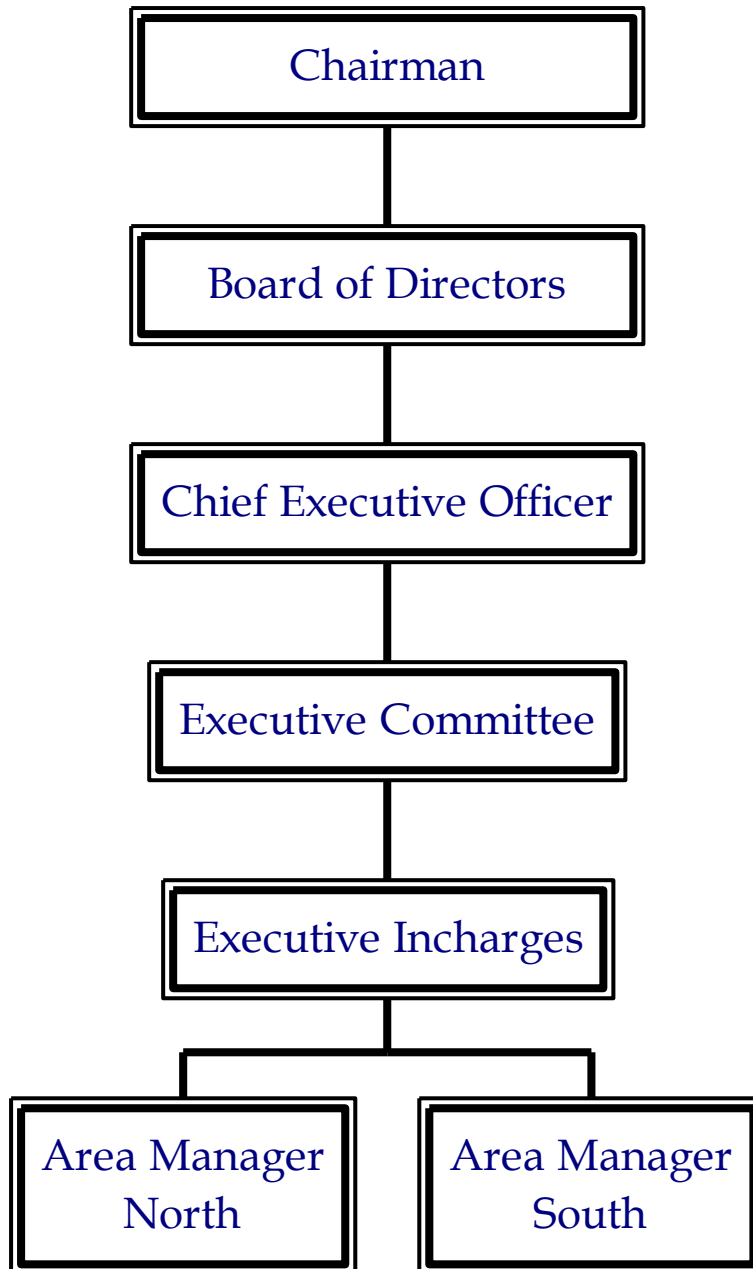 Chairman
Board of Directors
Chief Executive Officer
Executive Committee
Executive Incharges
Area Manager
North
Area Manager
South